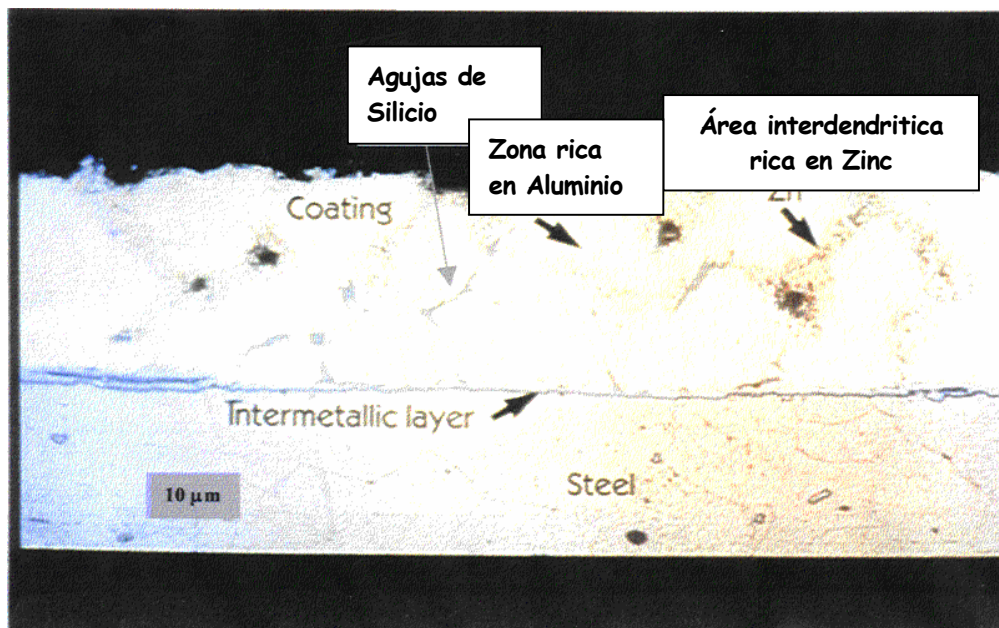 Agujas de
Silicio
Zona rica
en Aluminio
Área interdendritica
rica en Zinc
Coating
Zn
Intermetallic layer
10 μm
Steel